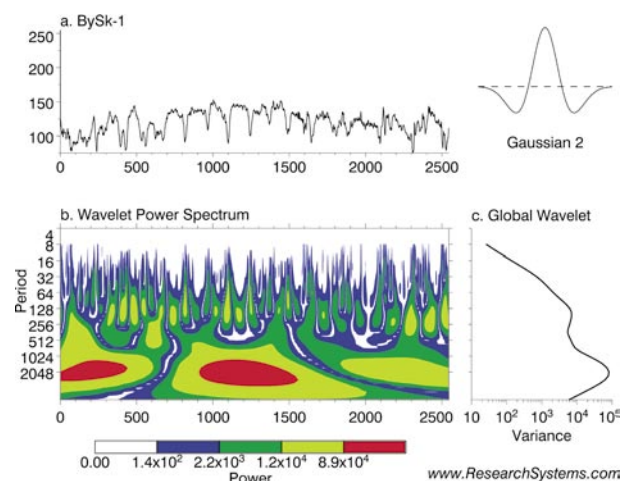 a. BySk-1
250
200
150
100
0 500 1000 1500 2000 2500
Gaussian 2
b. Wavelet Power Spectrum
c. Global Wavelet
Period
4
8
16
32
64
128
256
512
1024
2048
0 500 1000 1500 2000 2500
10 10² 10³ 10⁴ 10⁵
Variance
0.00 1.4x10² 2.2x10³ 1.2x10⁴ 8.9x10⁴
Power
www.ResearchSystems.com